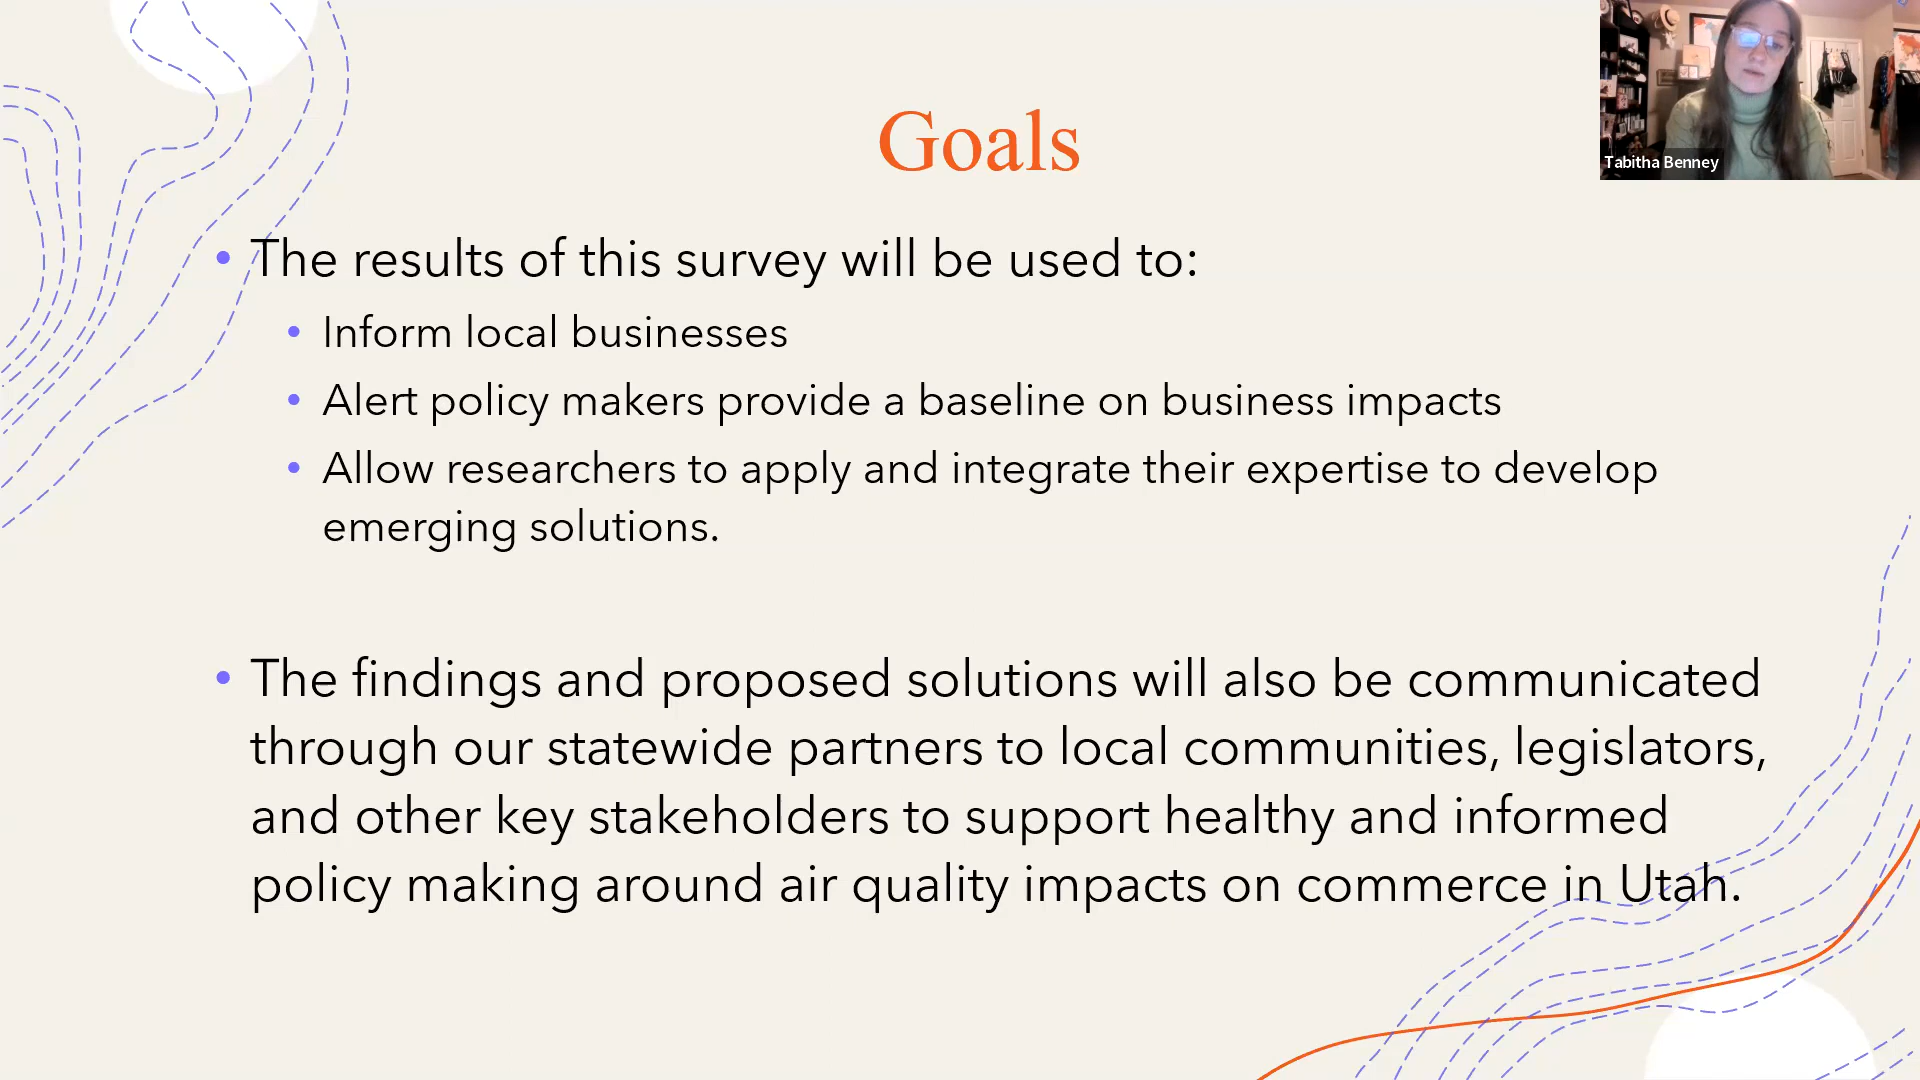 Goals
Tabitha Benney
• The results of this survey will be used to:
• Inform local businesses
• Alert policy makers provide a baseline on business impacts
• Allow researchers to apply and integrate their expertise to develop
emerging solutions.
• The findings and proposed solutions will also be communicated
through our statewide partners to local communities, legislators,
and other key stakeholders to support healthy and informed
policy making around air quality impacts on commerce in Utah.